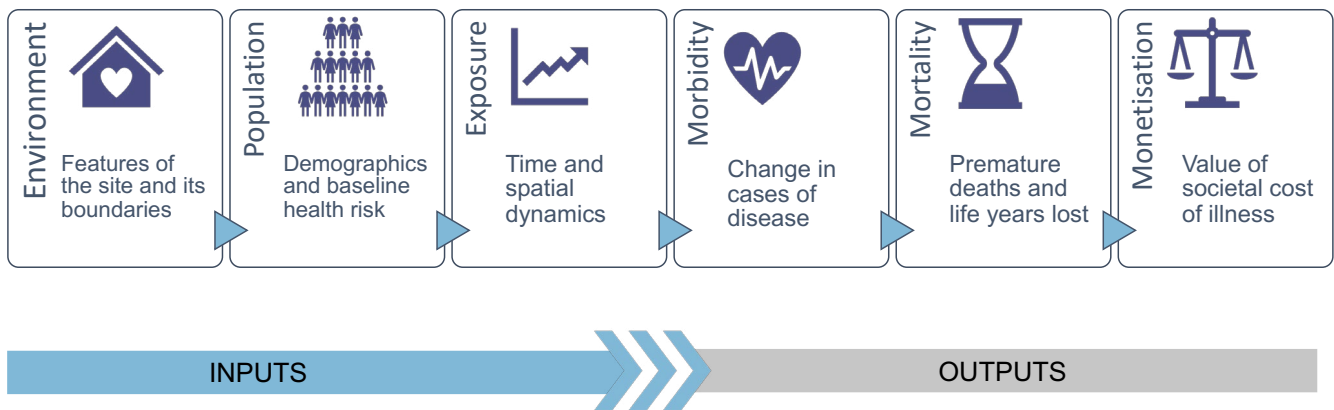 Environment
Features of
the site and its
boundaries
Population
Demographics
and baseline
health risk
Exposure
Time and
spatial
dynamics
Morbidity
Change in
cases of
disease
Mortality
Premature
deaths and
life years lost
Monetisation
Value of
societal cost
of illness
INPUTS
OUTPUTS